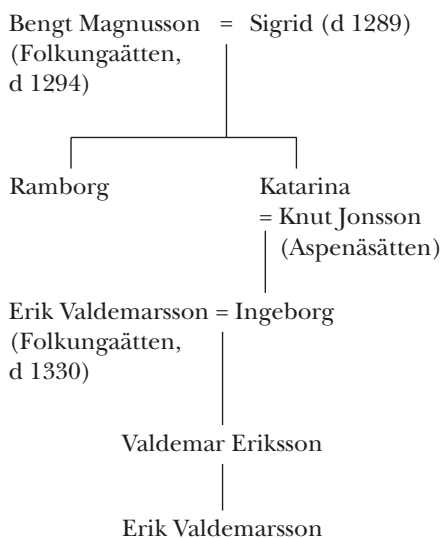 Bengt Magnusson = Sigrid (d 1289)
(Folkungaätten,
d 1294)
Ramborg
Katarina
= Knut Jonsson
(Aspenäsätten)
Erik Valdemarsson = Ingeborg
(Folkungaätten,
d 1330)
Valdemar Eriksson
Erik Valdemarsson